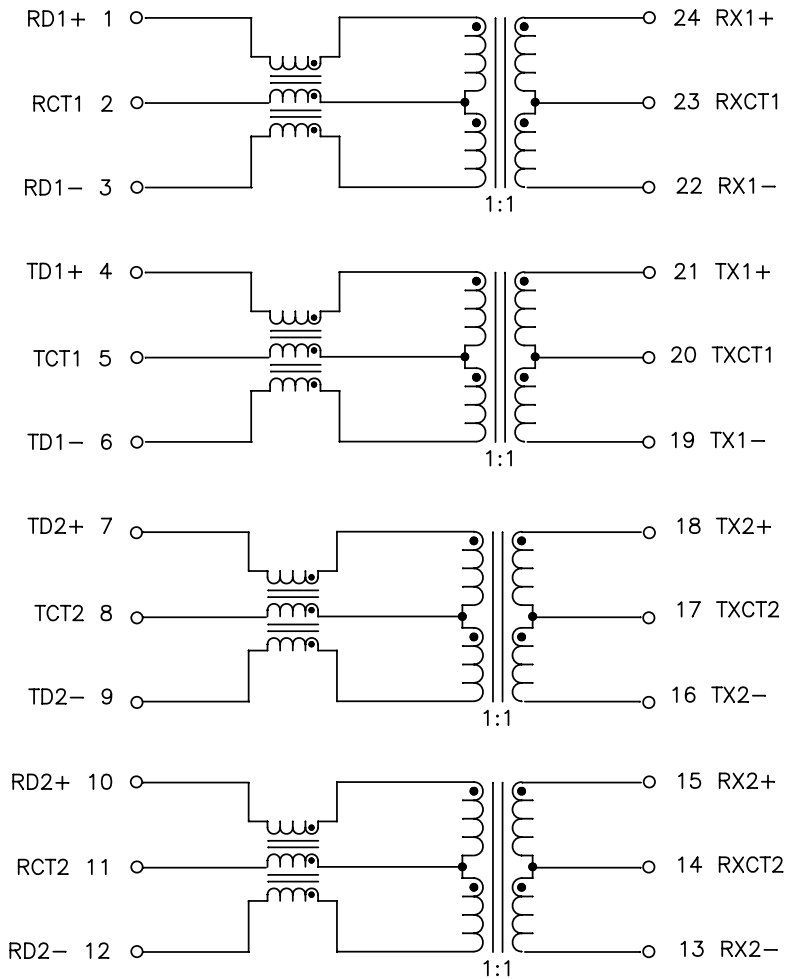 RD1+ 1 24 RX1+
RCT1 2 23 RXCT1
RD1- 3 22 RX1-
1:1
TD1+ 4 21 TX1+
TCT1 5 20 TXCT1
TD1- 6 19 TX1-
1:1
TD2+ 7 18 TX2+
TCT2 8 17 TXCT2
TD2- 9 16 TX2-
1:1
RD2+ 10 15 RX2+
RCT2 11 14 RXCT2
RD2- 12 13 RX2-
1:1